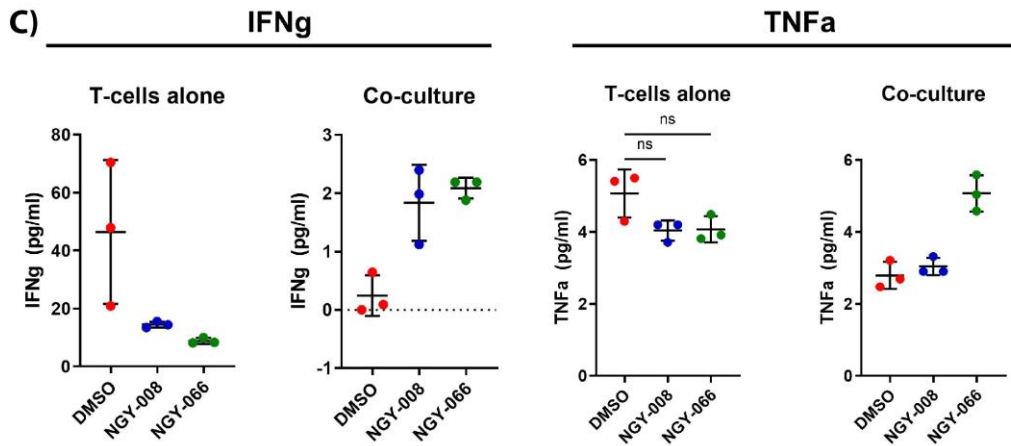 C)
IFNg
TNFa
T-cells alone
Co-culture
T-cells alone
Co-culture
IFNg (pg/ml)
80
60
40
20
0
DMSO
NGY-008
NGY-066
IFNg (pg/ml)
3
2
1
0
-1
DMSO
NGY-008
NGY-066
TNFa (pg/ml)
ns
ns
6
4
2
0
DMSO
NGY-008
NGY-066
TNFa (pg/ml)
6
4
2
0
DMSO
NGY-008
NGY-066